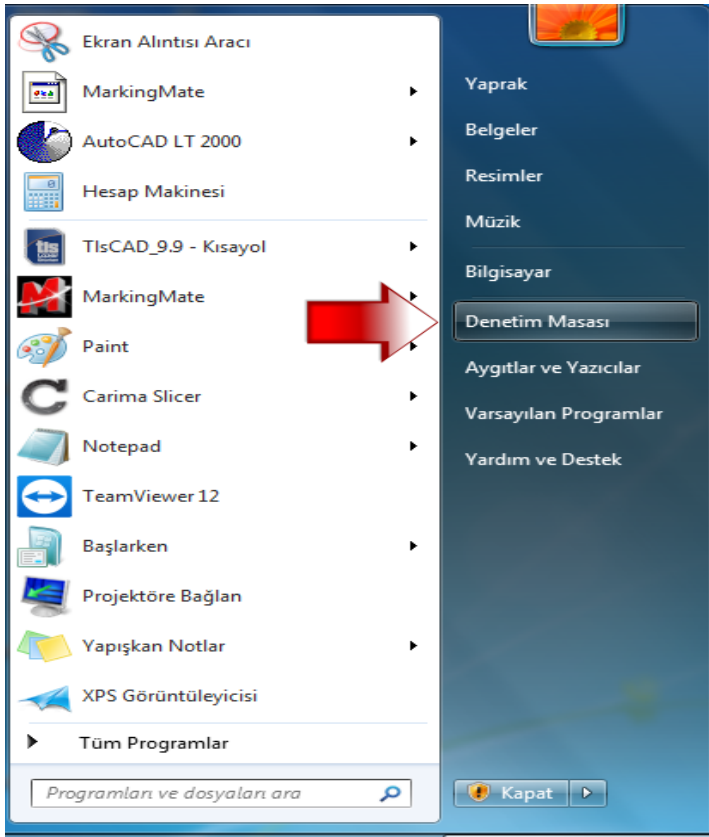 Ekran Alıntısı Aracı
MarkingMate
AutoCAD LT 2000
Hesap Makinesi
tls
TIsCAD_9.9 - Kısayol
MarkingMate
Paint
Carima Slicer
Notepad
TeamViewer 12
Başlarken
Projektöre Bağlan
Yapışkan Notlar
XPS Görüntüleyicisi
Tüm Programlar
Programları ve dosyaları ara
Yaprak
Belgeler
Resimler
Müzik
Bilgisayar
Denetim Masası
Aygıtlar ve Yazıcılar
Varsayılan Programlar
Yardım ve Destek
Kapat